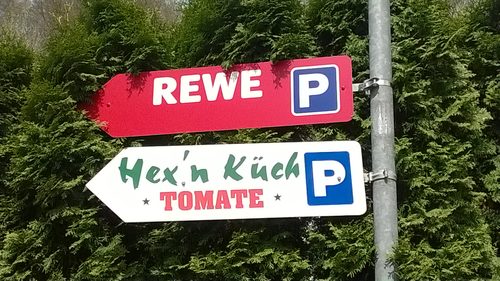 REWE P
Hex'n Küch P
TOMATE